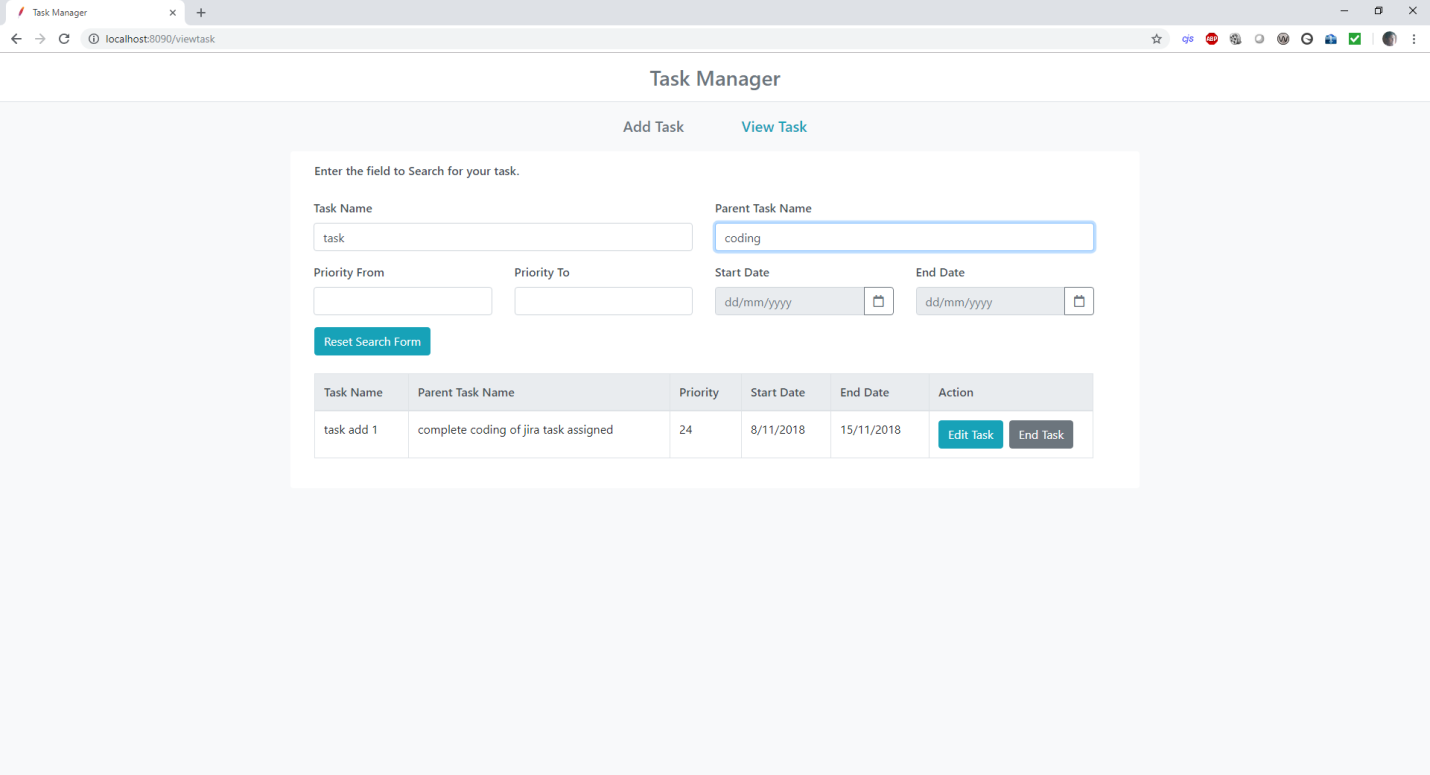 Task Manager
localhost:8090/viewtask
cjs
ABP
Task Manager
Add Task View Task
Enter the field to Search for your task.
Task Name Parent Task Name
task coding
Priority From Priority To Start Date End Date
dd/mm/yyyy dd/mm/yyyy
Reset Search Form
Task Name Parent Task Name Priority Start Date End Date Action
task add 1 complete coding of jira task assigned 24 8/11/2018 15/11/2018 Edit Task End Task